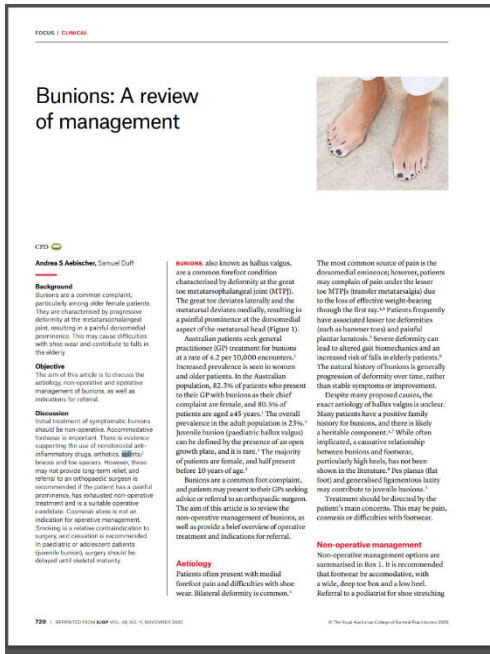 FOCUS | CLINICAL
Bunions: A review
of management
CPD
Andrea S Aebischer, Samuel Duff
Background
Bunions are a common complaint,
particularly among older female patients.
They are characterised by progressive
deformity at the metatarsophalangeal
joint, resulting in a painful dorsomedial
prominence. This may cause difficulties
with shoe wear and contribute to falls in
the elderly.
Objective
The aim of this article is to discuss the
aetiology, non-operative and operative
management of bunions, as well as
indications for referral.
Discussion
Initial treatment of symptomatic bunions
should be non-operative. Accommodative
footwear is important. There is evidence
supporting the use of nonsteroidal anti-
inflammatory drugs, orthotics, splints/
braces and toe spacers. However, these
may not provide long-term relief, and
referral to an orthopaedic surgeon is
recommended if the patient has a painful
prominence, has exhausted non-operative
treatment and is a suitable operative
candidate. Cosmesis alone is not an
indication for operative management.
Smoking is a relative contraindication to
surgery, and cessation is recommended.
In paediatric or adolescent patients
(juvenile bunion), surgery should be
delayed until skeletal maturity.
BUNIONS, also known as hallux valgus,
are a common forefoot condition
characterised by deformity at the great
toe metatarsophalangeal joint (MTPJ).
The great toe deviates laterally and the
metatarsal deviates medially, resulting in
a painful prominence at the dorsomedial
aspect of the metatarsal head (Figure 1).
Australian patients seek general
practitioner (GP) treatment for bunions
at a rate of 4.2 per 10,000 encounters.¹
Increased prevalence is seen in women
and older patients. In the Australian
population, 82.3% of patients who present
to their GP with bunions as their chief
complaint are female, and 80.5% of
patients are aged ≥45 years.¹ The overall
prevalence in the adult population is 23%.²
Juvenile bunion (paediatric hallux valgus)
can be defined by the presence of an open
growth plate, and it is rare.³ The majority
of patients are female, and half present
before 10 years of age.³
Bunions are a common foot complaint,
and patients may present to their GPs seeking
advice or referral to an orthopaedic surgeon.
The aim of this article is to review the
non-operative management of bunions, as
well as provide a brief overview of operative
treatment and indications for referral.
Aetiology
Patients often present with medial
forefoot pain and difficulties with shoe
wear. Bilateral deformity is common.⁴
The most common source of pain is the
dorsomedial eminence; however, patients
may complain of pain under the lesser
toe MTPJs (transfer metatarsalgia) due
to the loss of effective weight-bearing
through the first ray.⁴,⁵ Patients frequently
have associated lesser toe deformities
(such as hammer toes) and painful
plantar keratosis.⁵ Severe deformity can
lead to altered gait biomechanics and an
increased risk of falls in elderly patients.⁶
The natural history of bunions is generally
progression of deformity over time, rather
than stable symptoms or improvement.
Despite many proposed causes, the
exact aetiology of hallux valgus is unclear.
Many patients have a positive family
history for bunions, and there is likely
a heritable component.⁴,⁷ While often
implicated, a causative relationship
between bunions and footwear,
particularly high heels, has not been
shown in the literature.⁸ Pes planus (flat
foot) and generalised ligamentous laxity
may contribute to juvenile bunions.³
Treatment should be directed by the
patient's main concerns. This may be pain,
cosmesis or difficulties with footwear.
Non-operative management
Non-operative management options are
summarised in Box 1. It is recommended
that footwear be accomodative, with
a wide, deep toe box and a low heel.
Referral to a podiatrist for shoe stretching
720 | REPRINTED FROM AJGP VOL. 49, NO. 11, NOVEMBER 2020
© The Royal Australian College of General Practitioners 2020